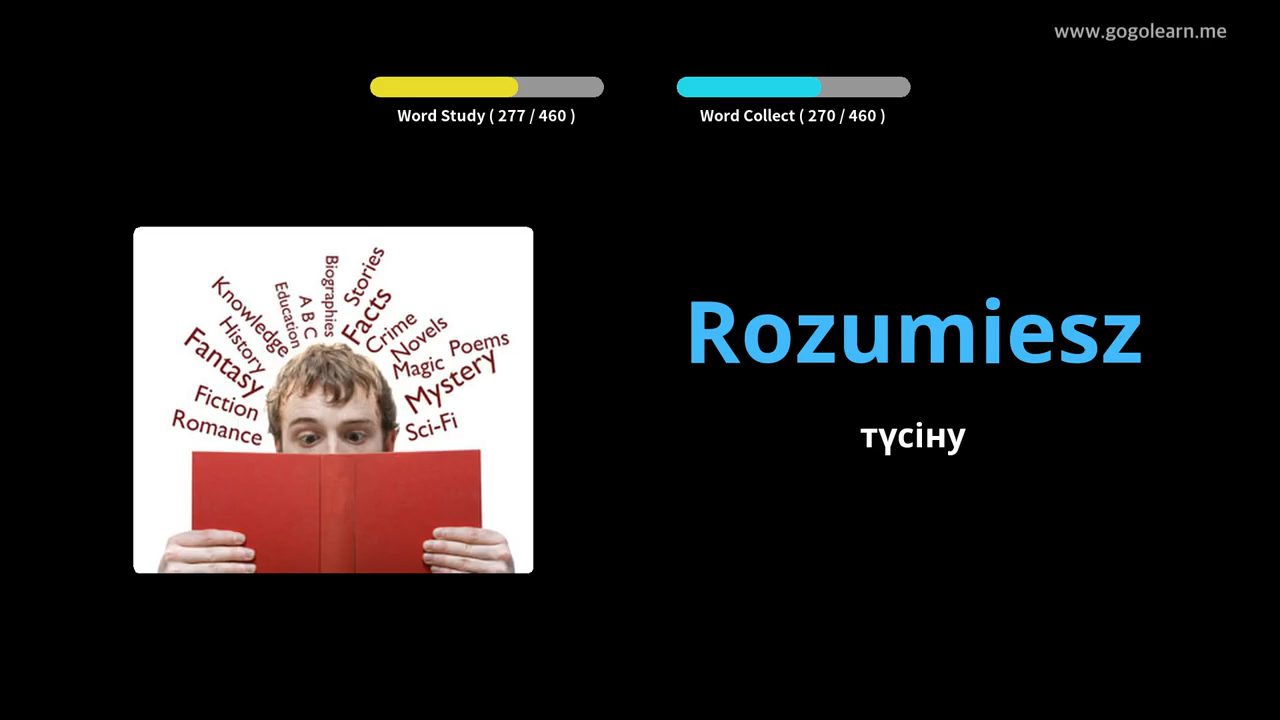 www.gogolearn.me
Word Study ( 277 / 460 )
Word Collect ( 270 / 460 )
Knowledge
History
Fantasy
Fiction
Romance
Education
A B C
Biographies
Stories
Facts
Crime
Novels
Magic
Poems
Mystery
Sci-Fi
Rozumiesz
түсіну